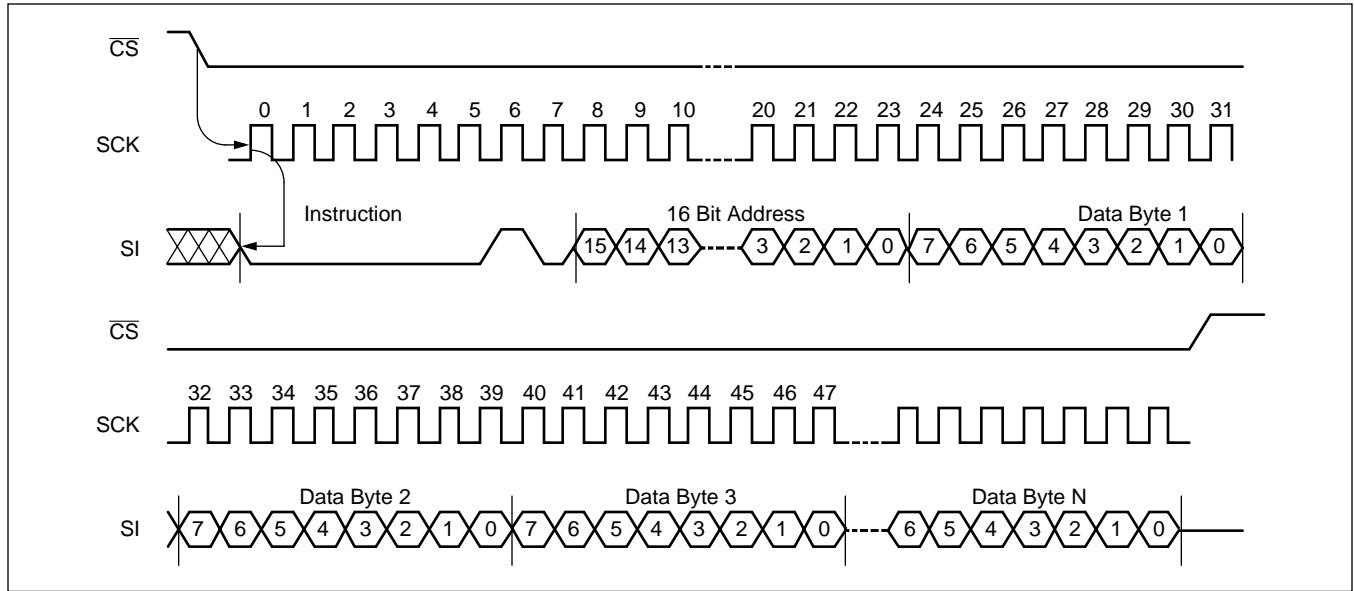 CS
0 1 2 3 4 5 6 7 8 9 10 20 21 22 23 24 25 26 27 28 29 30 31
SCK
Instruction 16 Bit Address Data Byte 1
SI 15 14 13 3 2 1 0 7 6 5 4 3 2 1 0
CS
32 33 34 35 36 37 38 39 40 41 42 43 44 45 46 47
SCK
Data Byte 2 Data Byte 3 Data Byte N
SI 7 6 5 4 3 2 1 0 7 6 5 4 3 2 1 0 6 5 4 3 2 1 0